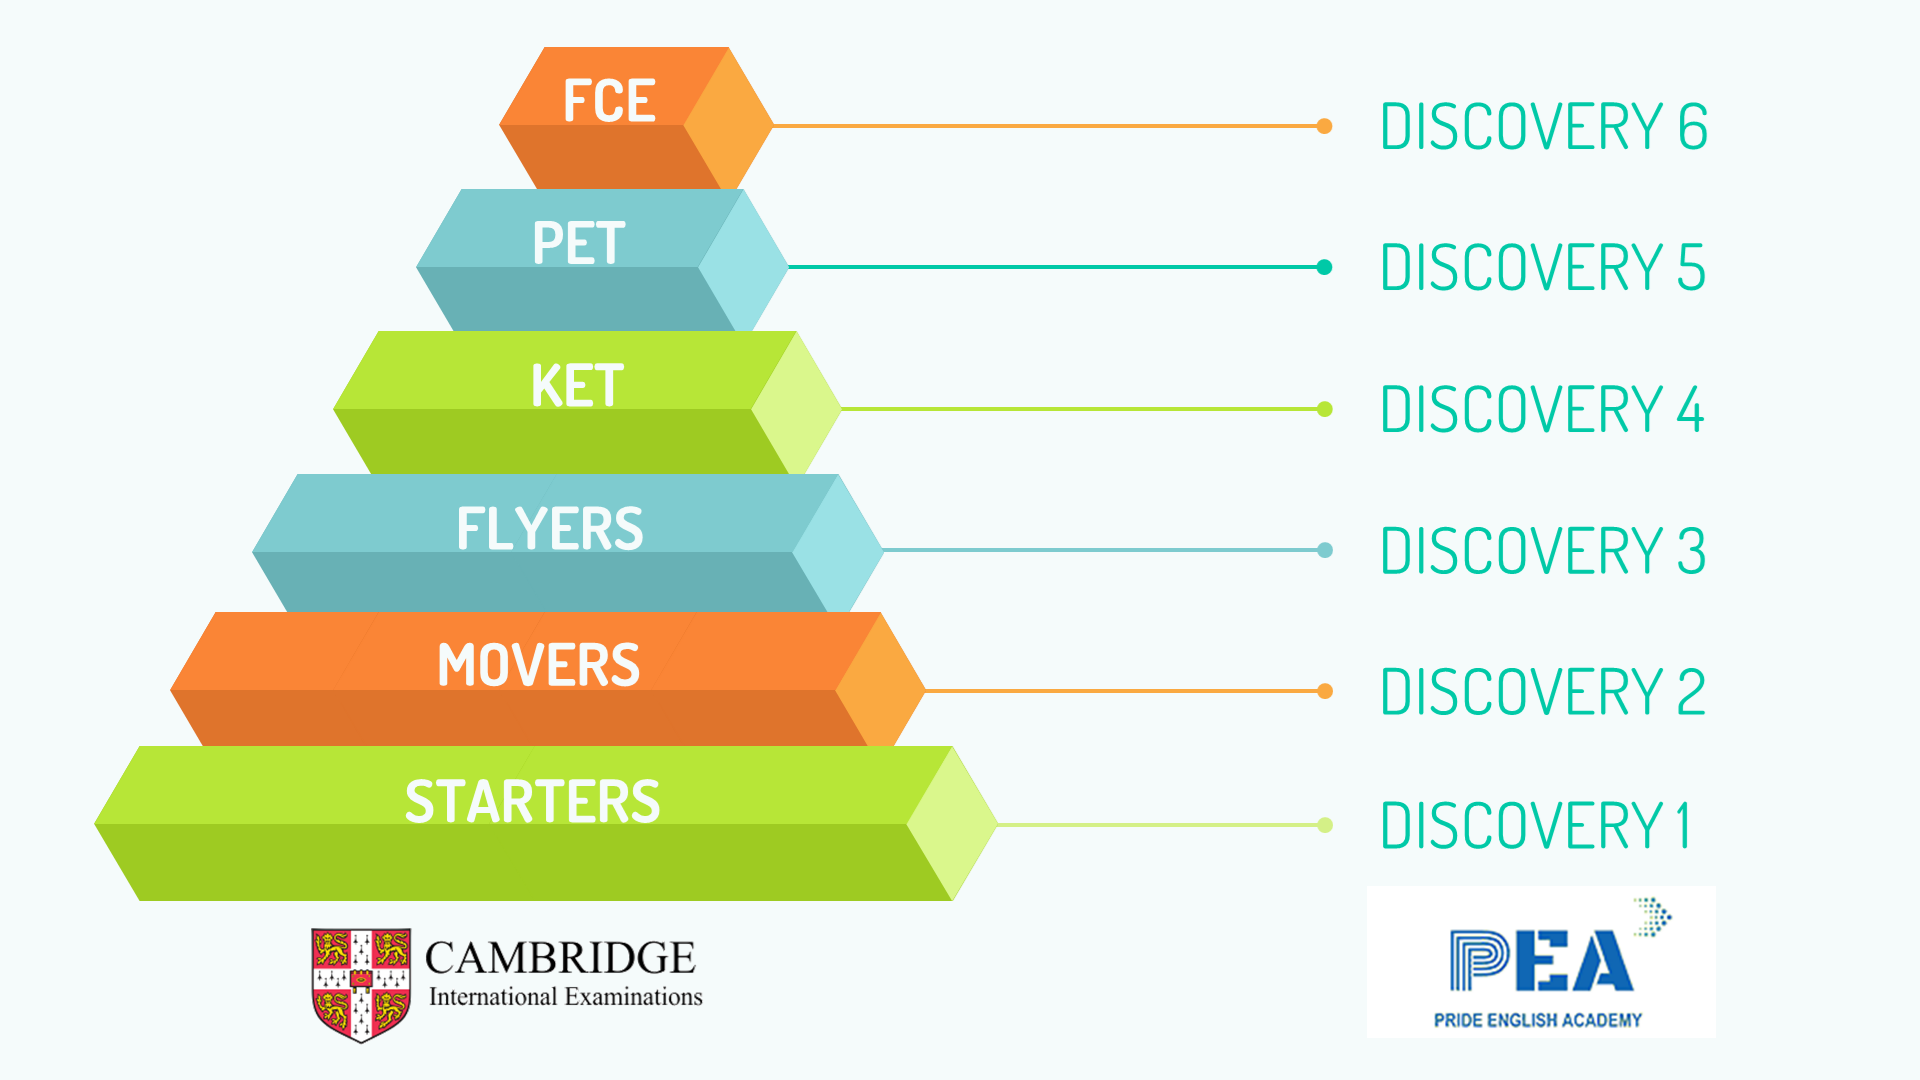 FCE
DISCOVERY 6
PET
DISCOVERY 5
KET
DISCOVERY 4
FLYERS
DISCOVERY 3
MOVERS
DISCOVERY 2
STARTERS
DISCOVERY 1
CAMBRIDGE
International Examinations
PEA
PRIDE ENGLISH ACADEMY